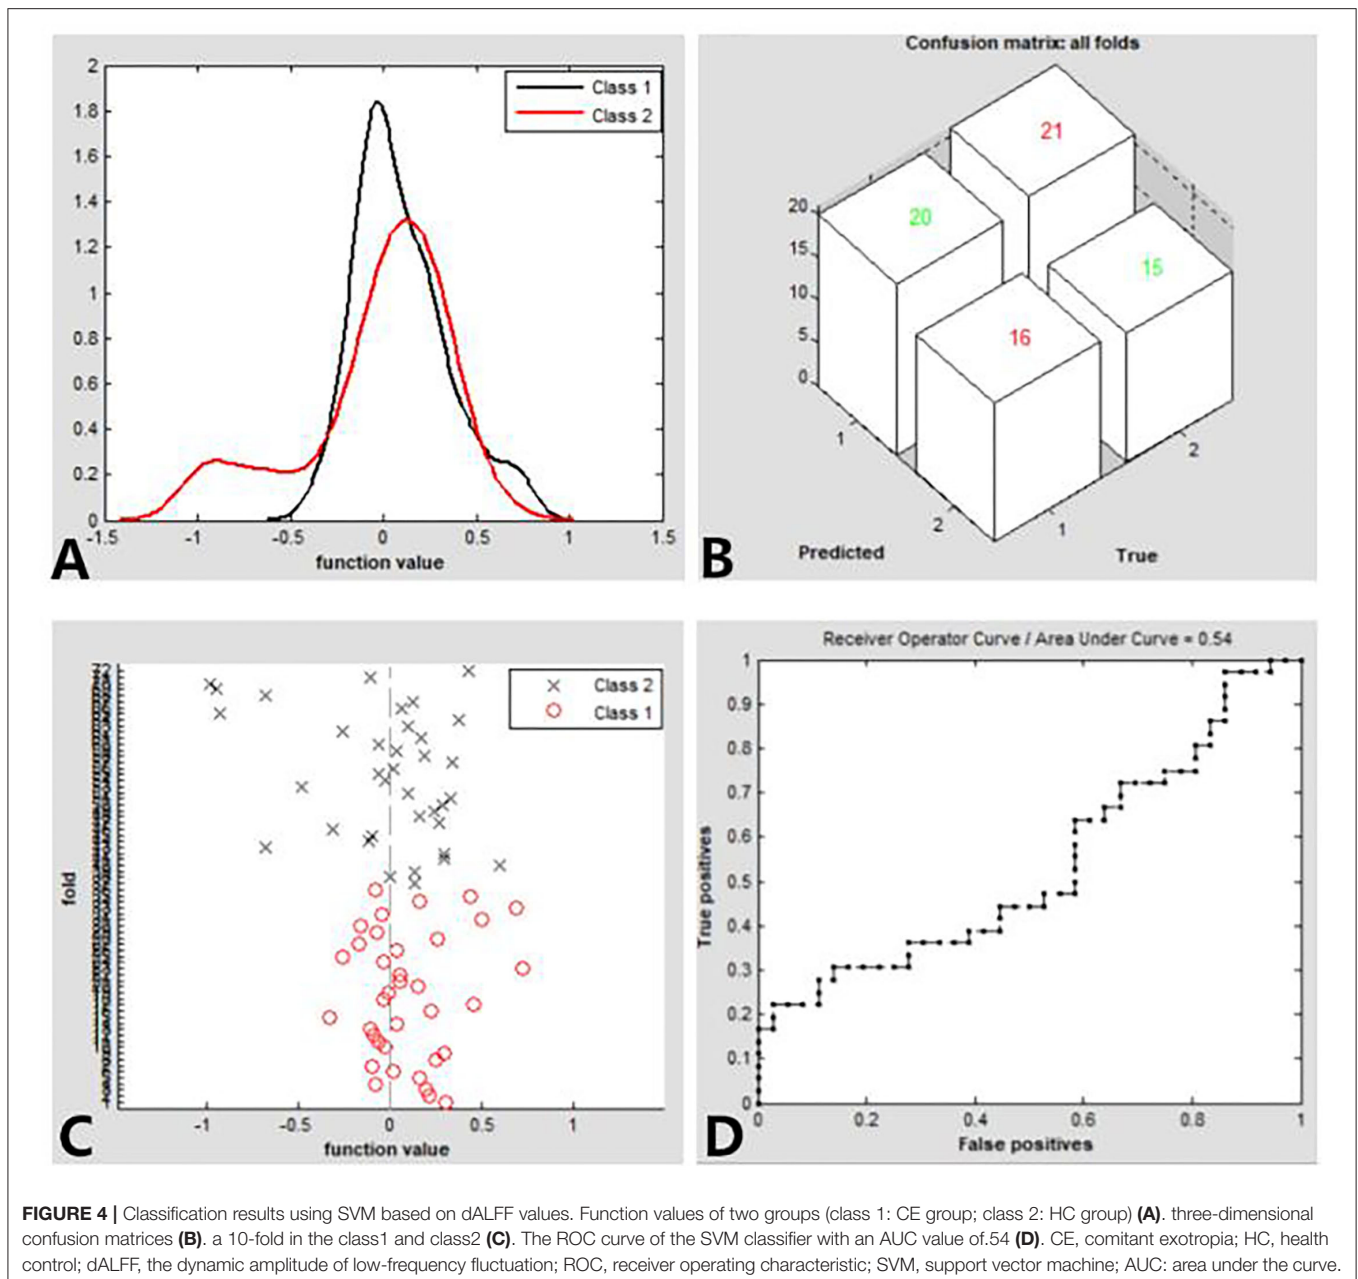 2
1.8
1.6
1.4
1.2
1
0.8
0.6
0.4
0.2
0
-1.5
-1
-0.5
0
0.5
1
1.5
function value
Class 1
Class 2
A
Confusion matrix: all folds
21
20
15
16
20
15
10
5
0
1
2
1
2
Predicted
True
B
72
fold
-1
-0.5
0
0.5
1
function value
Class 2
Class 1
C
Receiver Operator Curve / Area Under Curve = 0.54
1
0.9
0.8
0.7
0.6
0.5
0.4
0.3
0.2
0.1
0
0
0.2
0.4
0.6
0.8
1
True positives
False positives
D
FIGURE 4 | Classification results using SVM based on dALFF values. Function values of two groups (class 1: CE group; class 2: HC group) (A). three-dimensional
confusion matrices (B). a 10-fold in the class1 and class2 (C). The ROC curve of the SVM classifier with an AUC value of.54 (D). CE, comitant exotropia; HC, health
control; dALFF, the dynamic amplitude of low-frequency fluctuation; ROC, receiver operating characteristic; SVM, support vector machine; AUC: area under the curve.